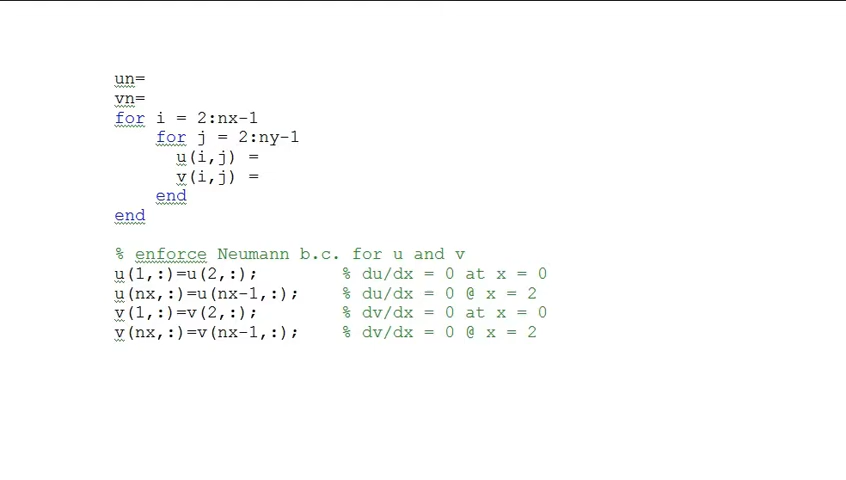 un=
vn=
for i = 2:nx-1
for j = 2:ny-1
u(i,j) =
v(i,j) =
end
end
% enforce Neumann b.c. for u and v
u(1,:)=u(2,:); % du/dx = 0 at x = 0
u(nx,:)=u(nx-1,:); % du/dx = 0 @ x = 2
v(1,:)=v(2,:); % dv/dx = 0 at x = 0
v(nx,:)=v(nx-1,:); % dv/dx = 0 @ x = 2